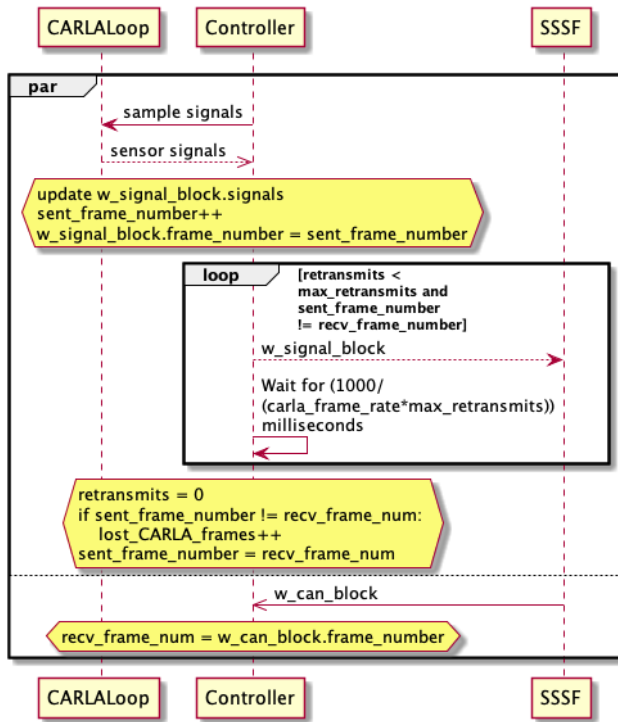 CARLALoop
Controller
SSSF
par
sample signals
sensor signals
update w_signal_block.signals
sent_frame_number++
w_signal_block.frame_number = sent_frame_number
loop
[retransmits <
max_retransmits and
sent_frame_number
!= recv_frame_number]
w_signal_block
Wait for (1000/
(carla_frame_rate*max_retransmits))
milliseconds
retransmits = 0
if sent_frame_number != recv_frame_num:
lost_CARLA_frames++
sent_frame_number = recv_frame_num
w_can_block
recv_frame_num = w_can_block.frame_number
CARLALoop
Controller
SSSF